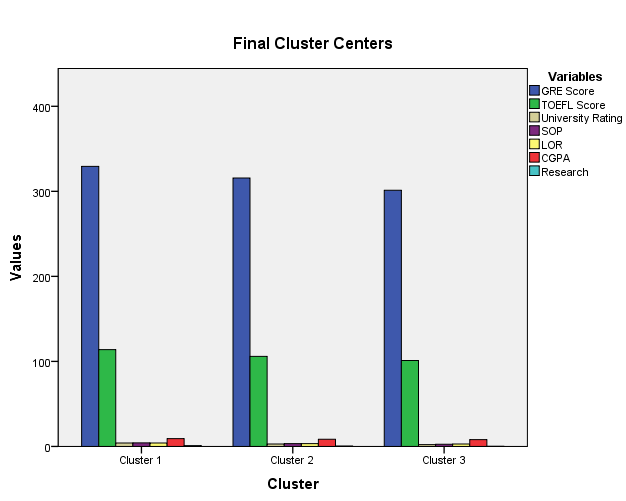 Final Cluster Centers
Variables
GRE Score
TOEFL Score
University Rating
SOP
LOR
CGPA
Research
Values
400
300
200
100
0
Cluster 1
Cluster 2
Cluster 3
Cluster